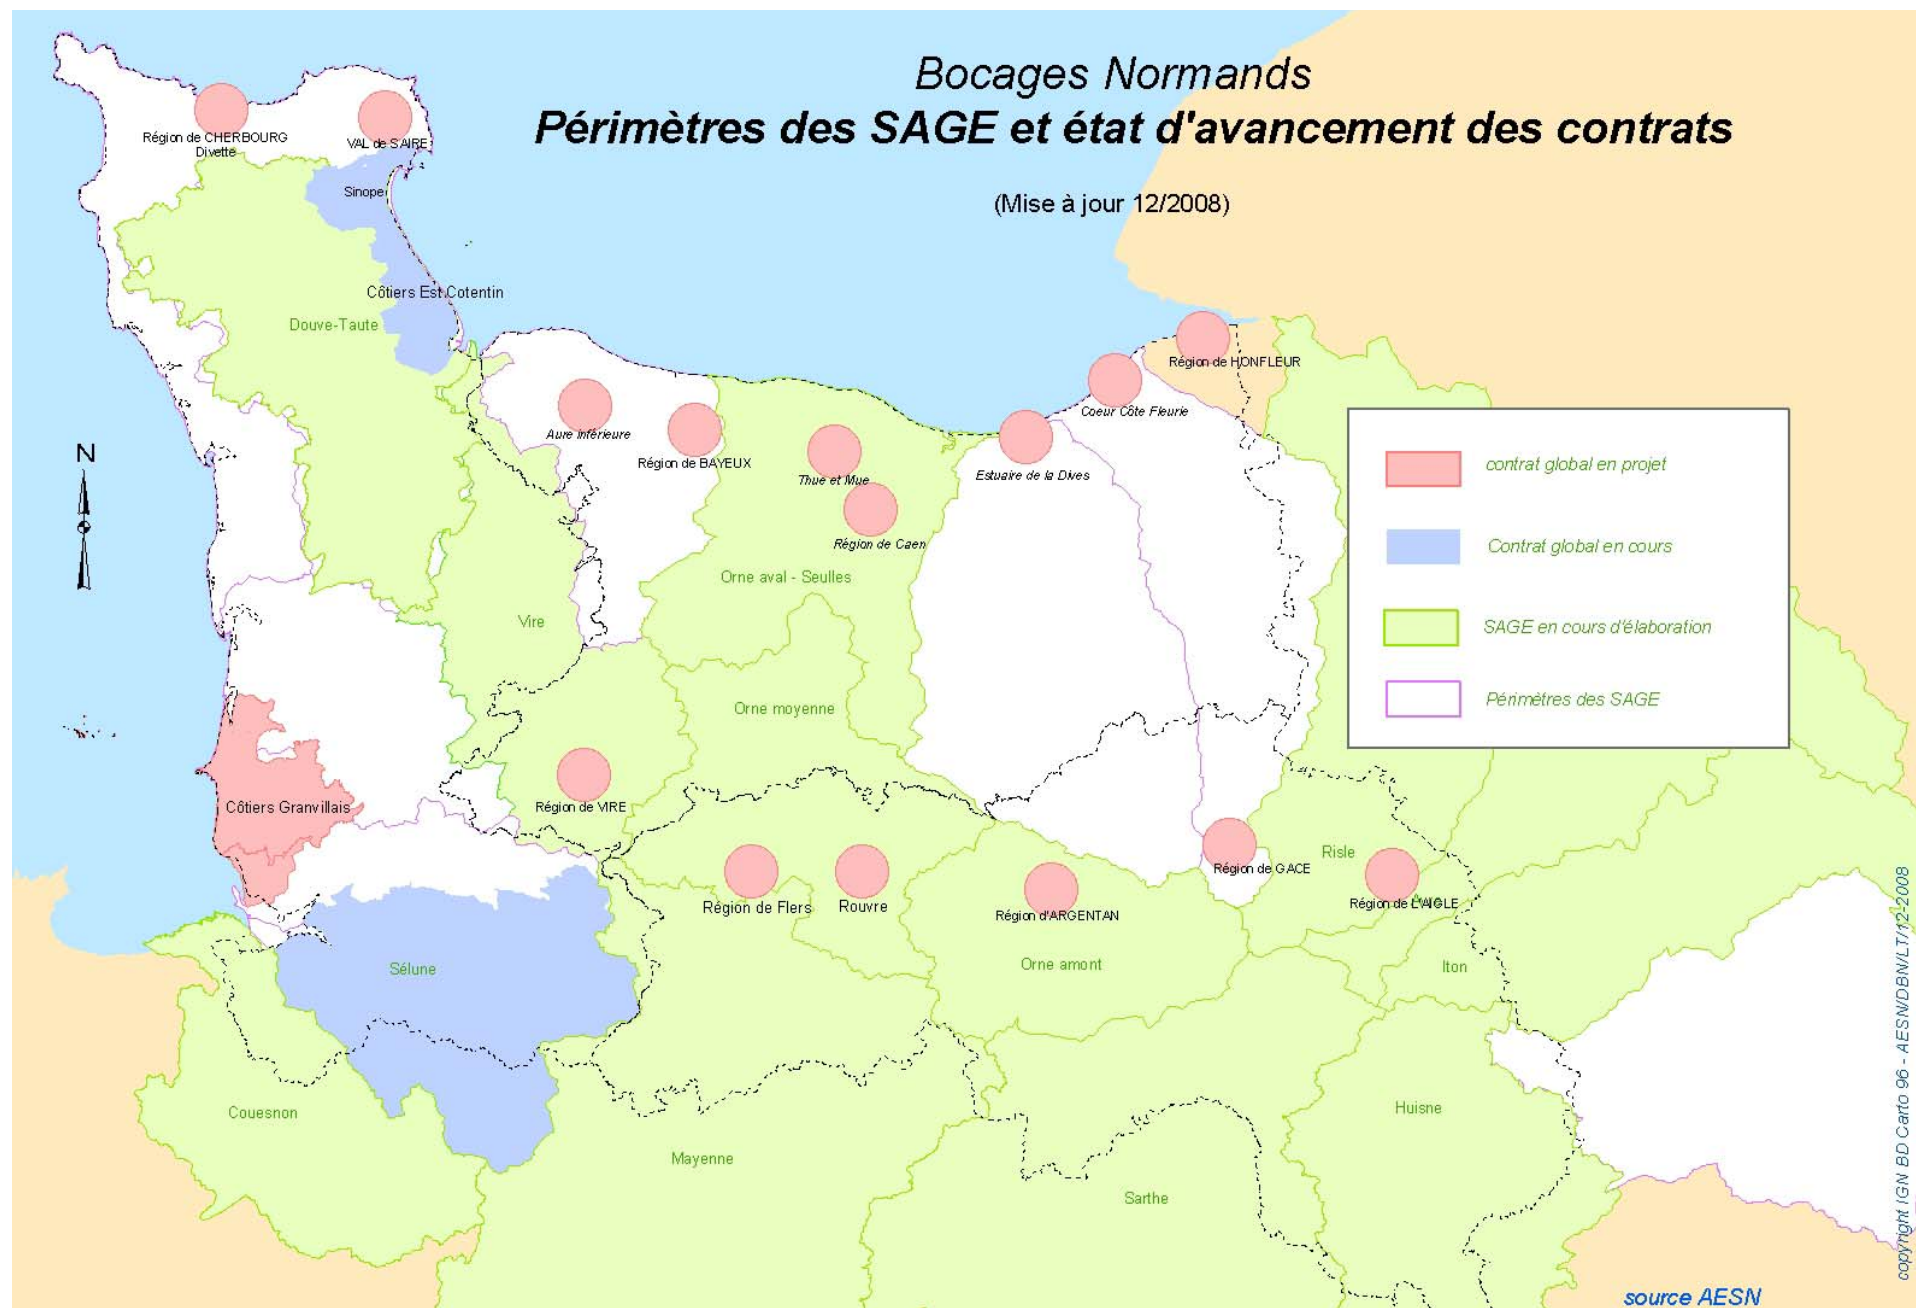 Bocages Normands
Périmètres des SAGE et état d'avancement des contrats
(Mise à jour 12/2008)
Région de CHERBOURG
Divette
VAL de SAIRE
Sinope
Côtiers Est Cotentin
Douve-Taute
Région de HONFLEUR
Coeur Côte Fleurie
Aure inférieure
Région de BAYEUX
Thue et Mue
Estuaire de la Dives
Région de Caen
Orne aval - Seulles
Vire
Orne moyenne
N
contrat global en projet
Contrat global en cours
SAGE en cours d'élaboration
Périmètres des SAGE
Côtiers Granvillais
Région de VIRE
Risle
Région de GACE
Région de L'AIGLE
Région de Flers
Rouvre
Région d'ARGENTAN
Orne amont
Iton
Sélune
Couesnon
Huisne
Mayenne
Sarthe
copyright IGN BD Carto 96 - AESN/DBN/LT/12-2008
source AESN